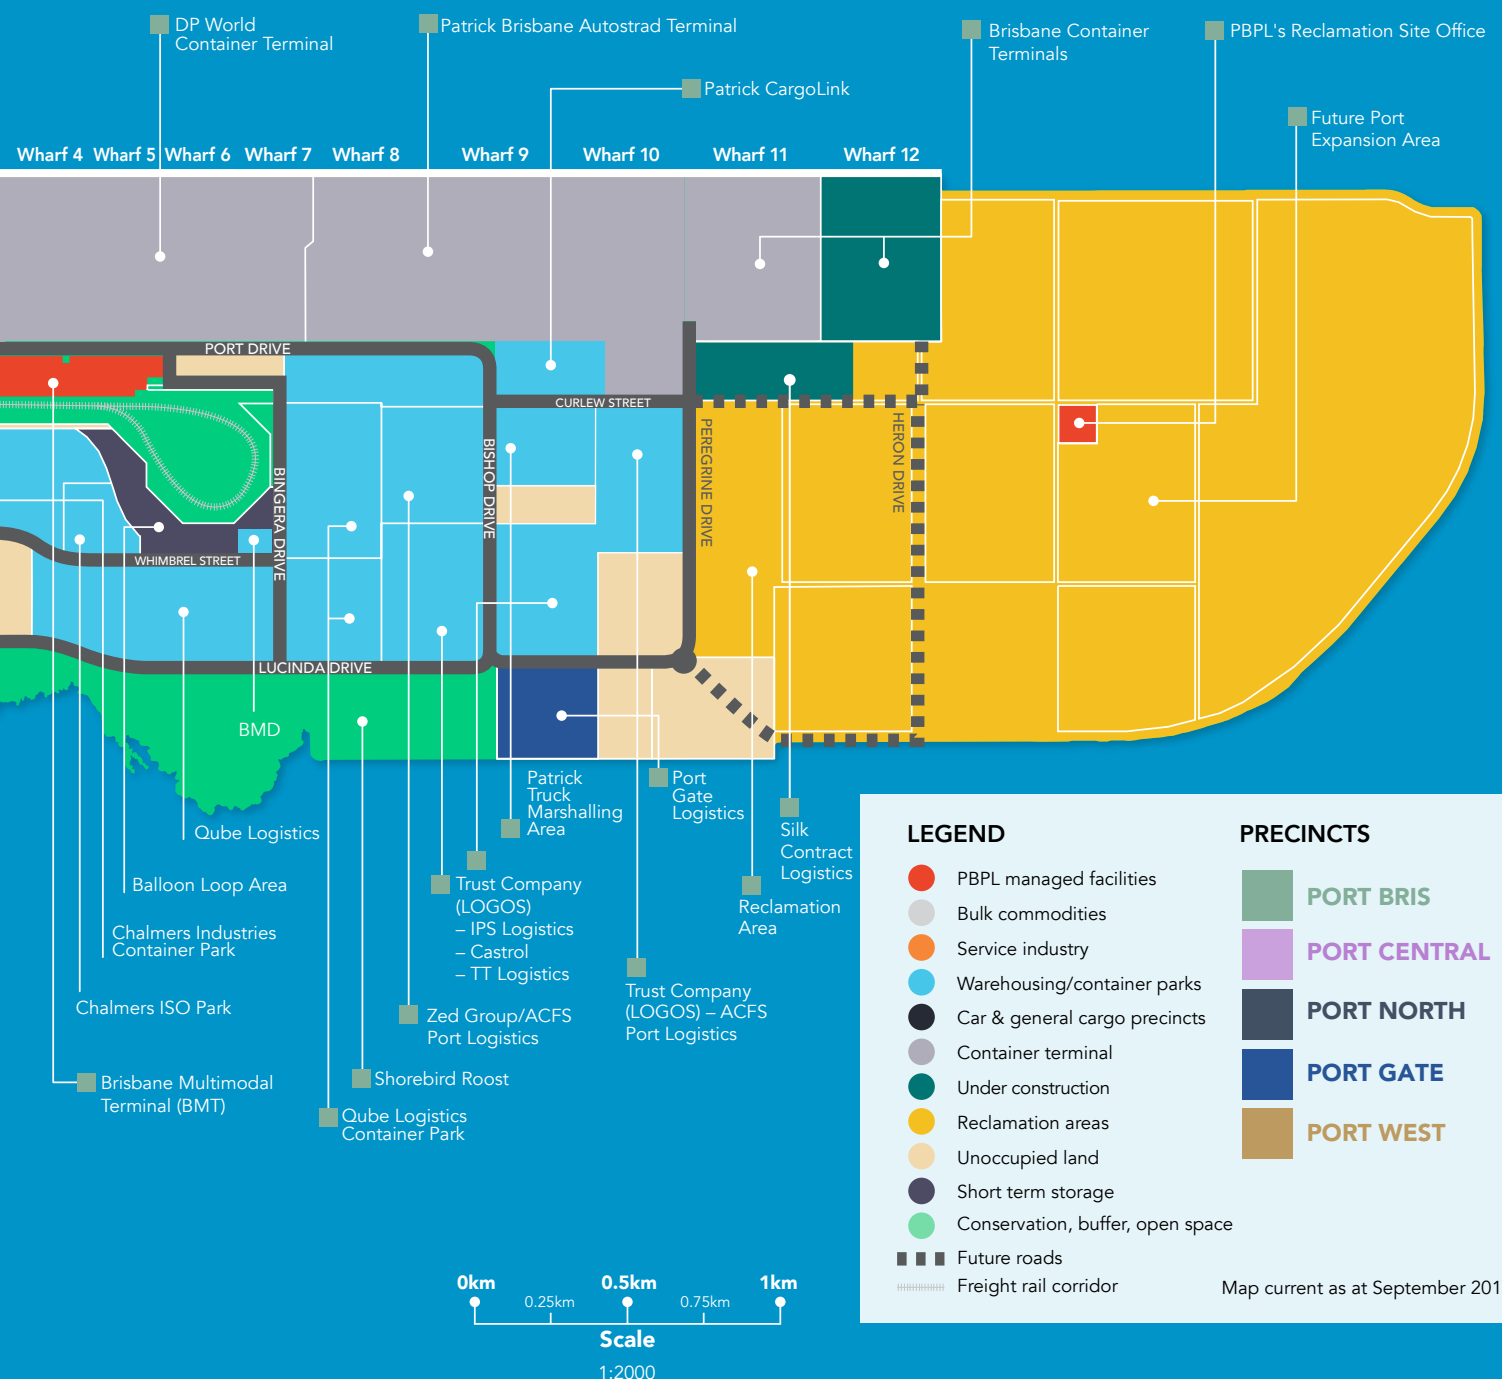 DP World
Container Terminal
Patrick Brisbane Autostrad Terminal
Brisbane Container
Terminals
PBPL's Reclamation Site Office
Patrick CargoLink
Future Port
Expansion Area
Wharf 4 Wharf 5 Wharf 6 Wharf 7 Wharf 8 Wharf 9 Wharf 10 Wharf 11 Wharf 12
PORT DRIVE
CURLEW STREET
BINGERA DRIVE
BISHOP DRIVE
PEREGRINE DRIVE
HERON DRIVE
WHIMBREL STREET
LUCINDA DRIVE
BMD
Qube Logistics
Balloon Loop Area
Chalmers Industries
Container Park
Chalmers ISO Park
Brisbane Multimodal
Terminal (BMT)
Patrick
Truck
Marshalling
Area
Port
Gate
Logistics
Silk
Contract
Logistics
Reclamation
Area
Trust Company
(LOGOS)
– IPS Logistics
– Castrol
– TT Logistics
Trust Company
(LOGOS) – ACFS
Port Logistics
Zed Group/ACFS
Port Logistics
Shorebird Roost
Qube Logistics
Container Park
LEGEND
PBPL managed facilities
Bulk commodities
Service industry
Warehousing/container parks
Car & general cargo precincts
Container terminal
Under construction
Reclamation areas
Unoccupied land
Short term storage
Conservation, buffer, open space
Future roads
Freight rail corridor
PRECINCTS
PORT BRIS
PORT CENTRAL
PORT NORTH
PORT GATE
PORT WEST
Map current as at September 201
0km 0.5km 1km
0.25km 0.75km
Scale
1:2000